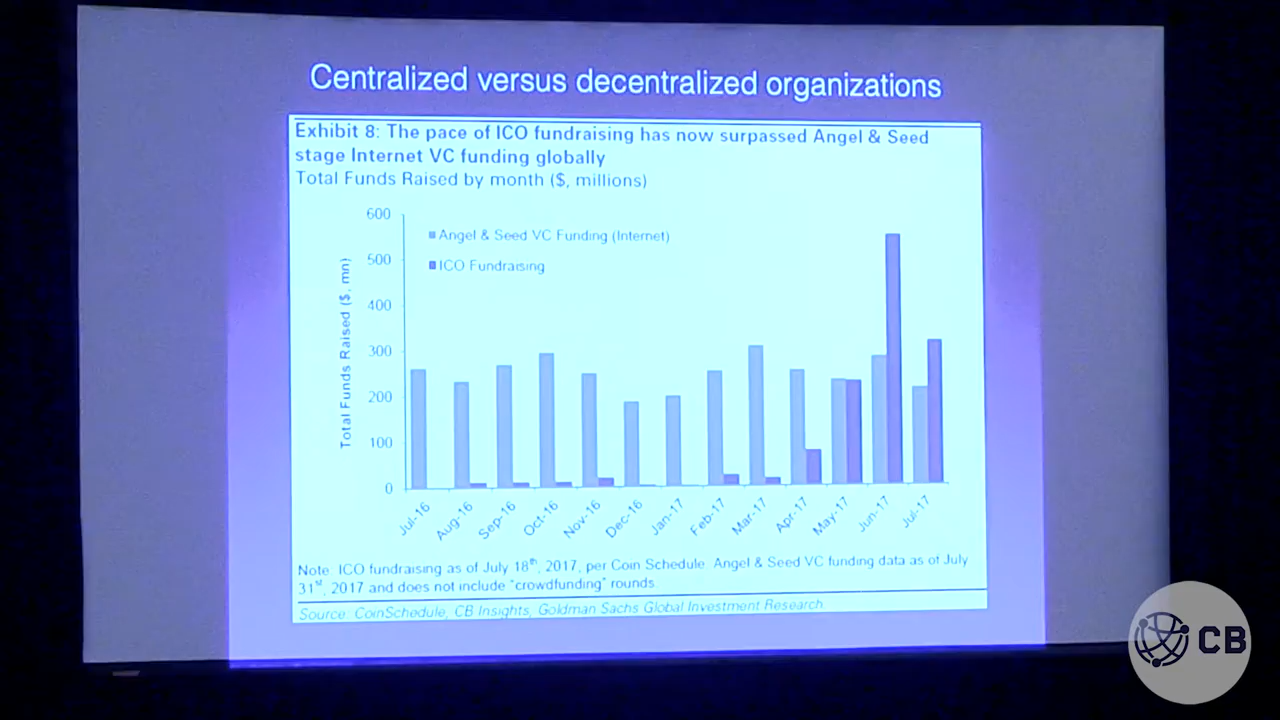 Centralized versus decentralized organizations
Exhibit 8: The pace of ICO fundraising has now surpassed Angel & Seed
stage Internet VC funding globally
Total Funds Raised by month ($, millions)
Total Funds Raised ($, mn)
600
500
400
300
200
100
0
Angel & Seed VC Funding (Internet)
ICO Fundraising
Jul-16
Aug-16
Sep-16
Oct-16
Nov-16
Dec-16
Jan-17
Feb-17
Mar-17
Apr-17
May-17
Jun-17
Jul-17
Note: ICO fundraising as of July 18th, 2017, per Coin Schedule. Angel & Seed VC funding data as of July
31st, 2017 and does not include "crowdfunding" rounds.
Source: CoinSchedule, CB Insights, Goldman Sachs Global Investment Research
CB